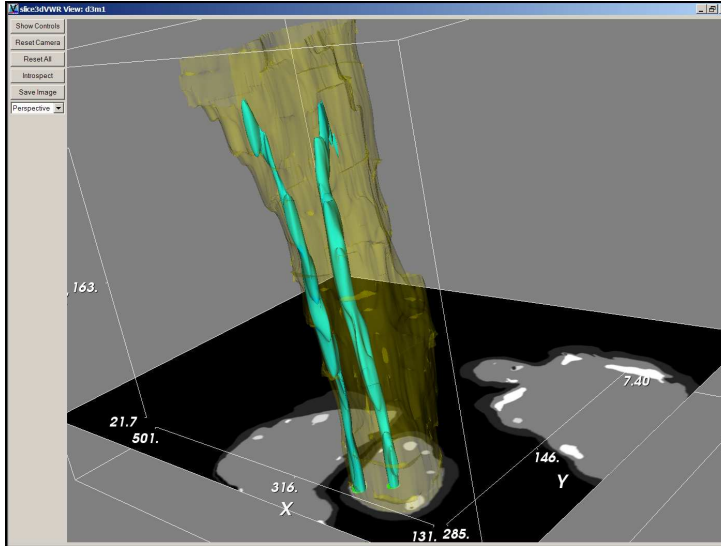 slice3dVWR View: d3m1
Show Controls
Reset Camera
Reset All
Introspect
Save Image
Perspective
163.
21.7
501.
316.
X
131.
285.
146.
Y
7.40